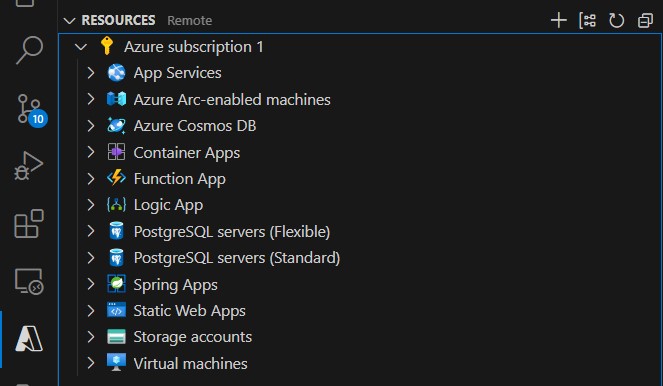 RESOURCES Remote
Azure subscription 1
App Services
10
Azure Arc-enabled machines
Azure Cosmos DB
Container Apps
Function App
Logic App
PostgreSQL servers (Flexible)
PostgreSQL servers (Standard)
Spring Apps
Static Web Apps
Storage accounts
Virtual machines